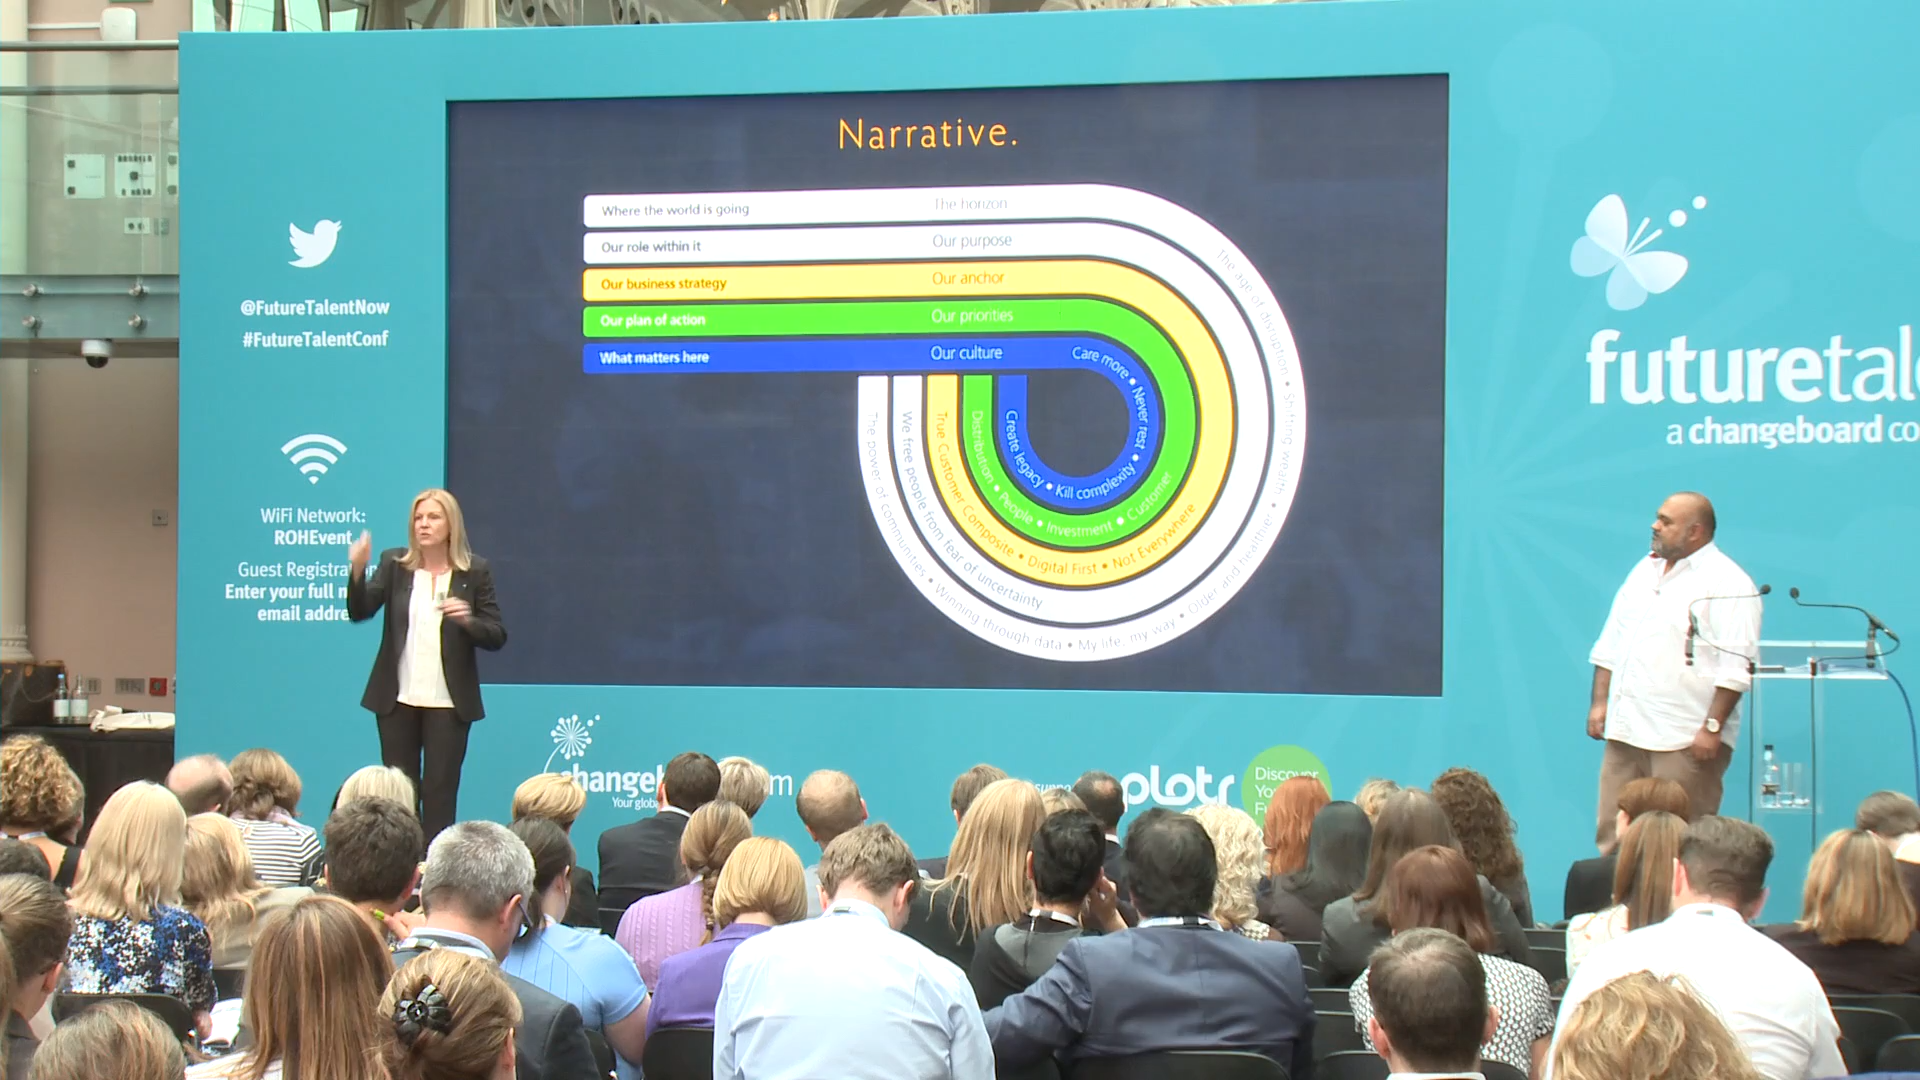 @FutureTalentNow
#FutureTalentConf
WiFi Network:
ROHEvent
Guest
Enter your full
email
Narrative.
Where the world is going The horizon
Our role within it Our purpose
Our business strategy Our anchor
Our plan of action Our priorities
What matters here Our culture
The age of disruption • Shifting wealth • Older and healthier • My life, my way • Winning through data • The power of communities
We free people from fear of uncertainty
True Customer Composite • Digital First • Not Everywhere
Distribution • People • Investment • Customer
Care more • Never rest • Kill complexity • Create legacy
future
a changeboard
Your
plotr
Discover